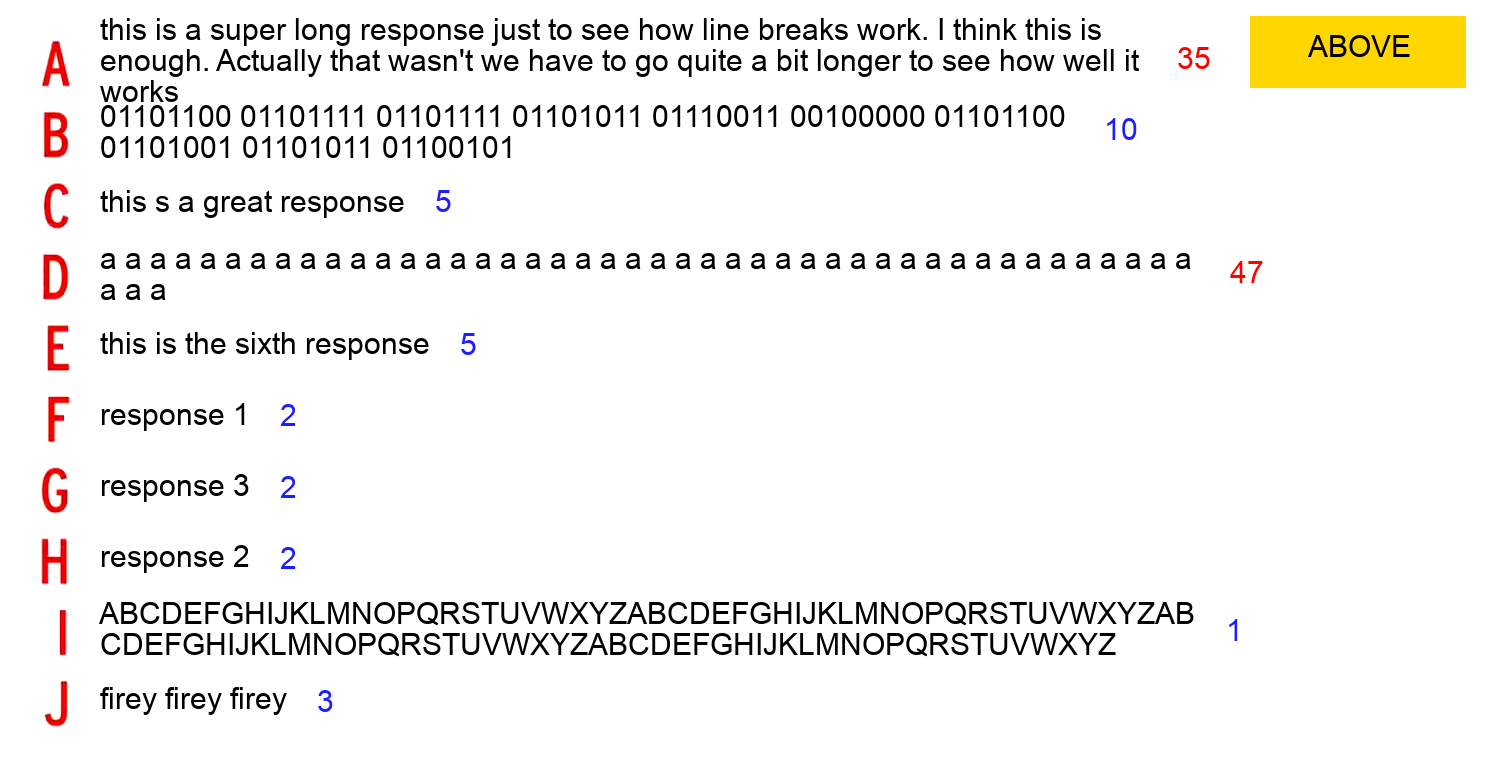 A this is a super long response just to see how line breaks work. I think this is
enough. Actually that wasn't we have to go quite a bit longer to see how well it
works 35 ABOVE
B 01101100 01101111 01101111 01101011 01110011 00100000 01101100
01101001 01101011 01100101 10
C this s a great response 5
D a a a a a a a a a a a a a a a a a a a a a a a a a a a a a a a a a a a a a a a a a a a a
a a a 47
E this is the sixth response 5
F response 1 2
G response 3 2
H response 2 2
I ABCDEFGHIJKLMNOPQRSTUVWXYZABCDEFGHIJKLMNOPQRSTUVWXYZAB
CDEFGHIJKLMNOPQRSTUVWXYZABCDEFGHIJKLMNOPQRSTUVWXYZ 1
J firey firey firey 3